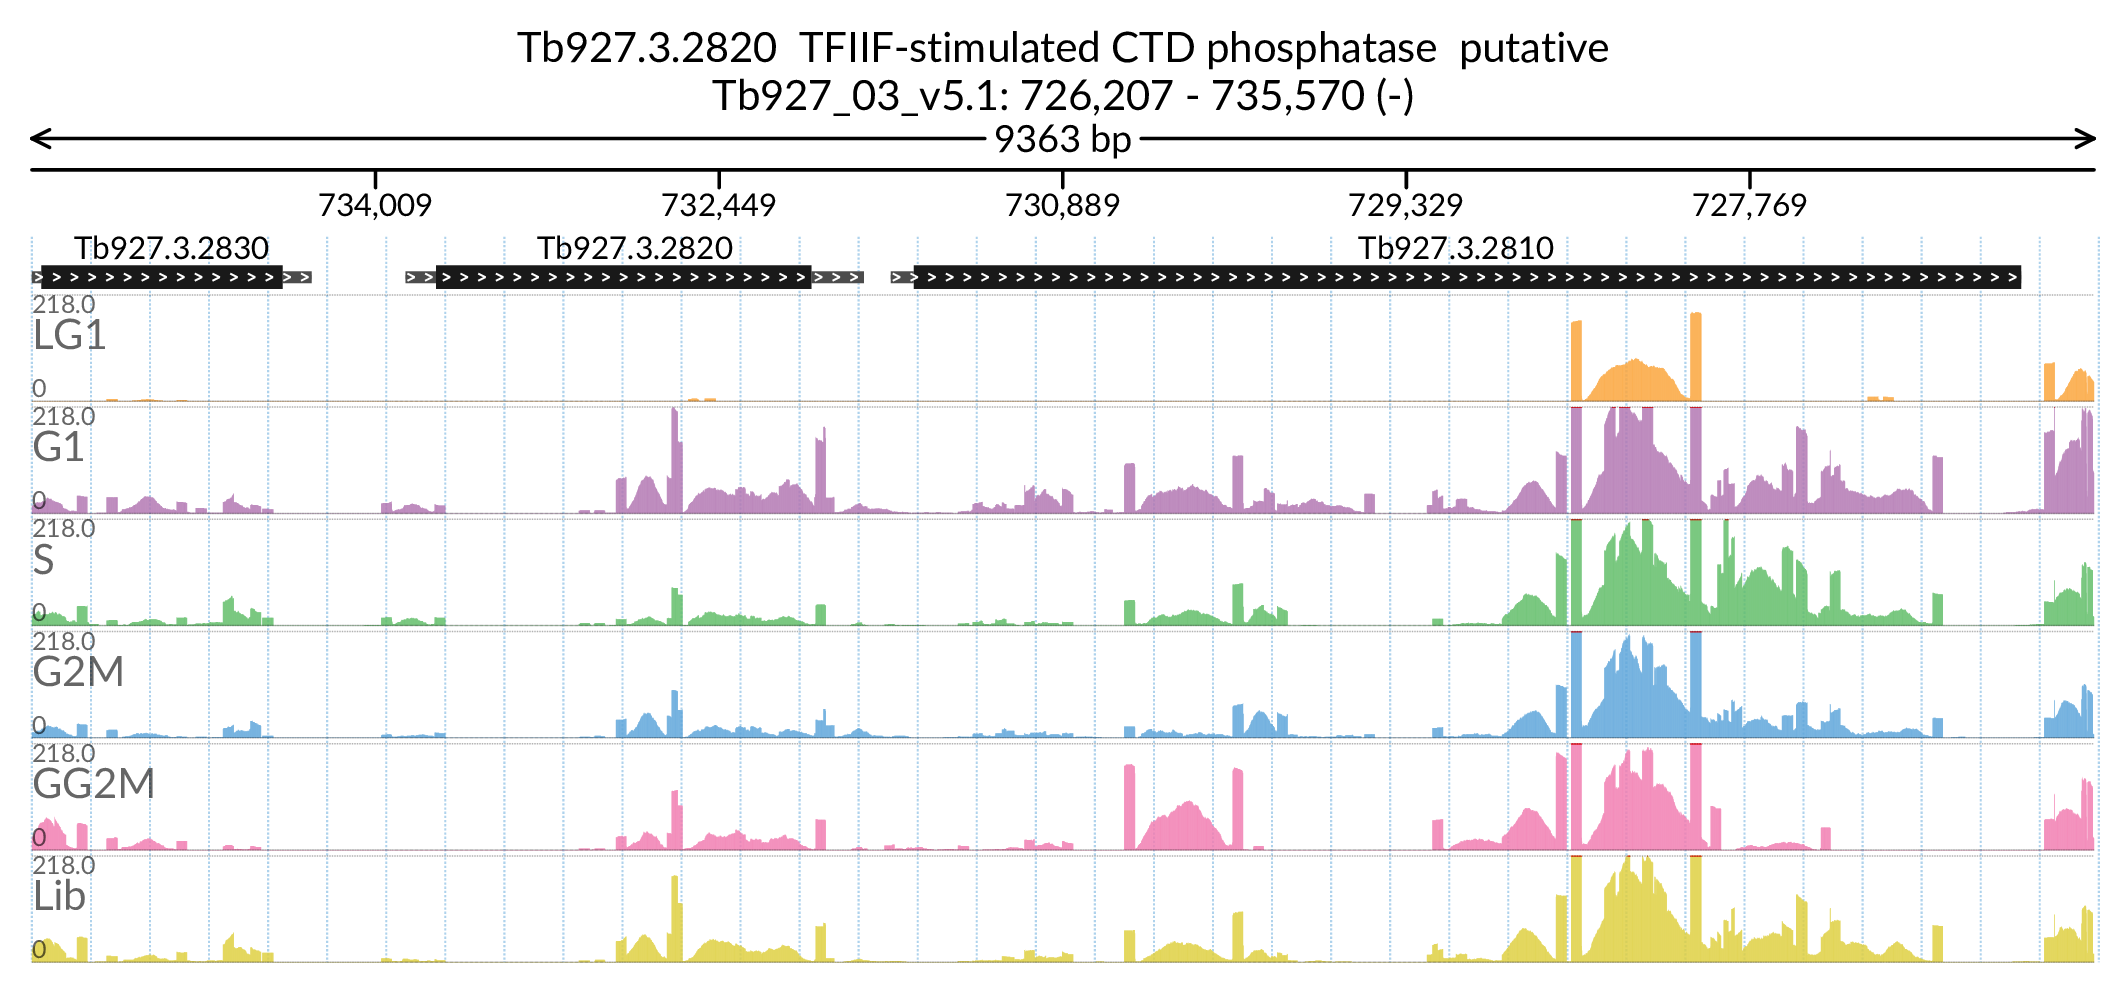 Tb927.3.2820  TFIIF-stimulated CTD phosphatase  putative
Tb927_03_v5.1: 726,207 - 735,570 (-)
9363 bp
734,009 732,449 730,889 729,329 727,769
Tb927.3.2830 Tb927.3.2820 Tb927.3.2810
218.0
LG1
0
218.0
G1
0
218.0
S
0
218.0
G2M
0
218.0
GG2M
0
218.0
Lib
0